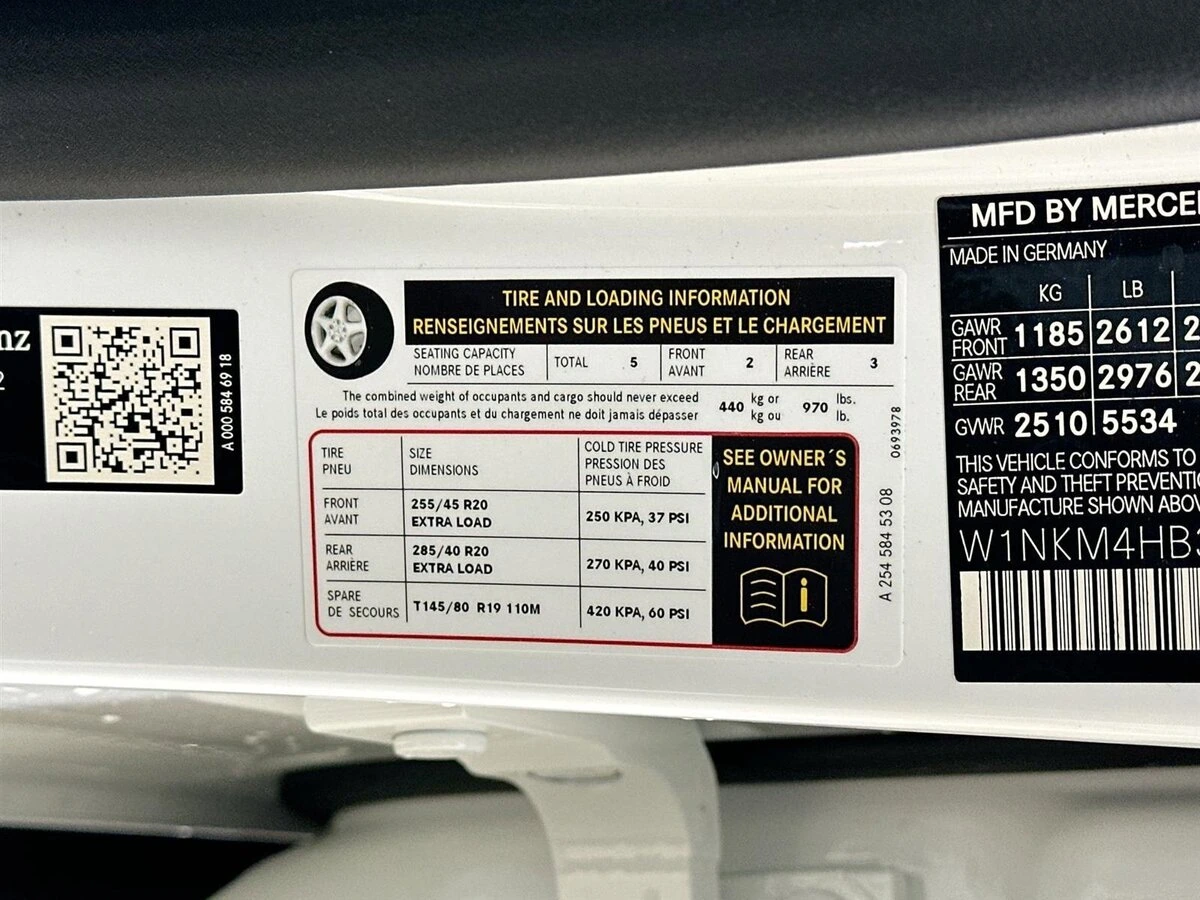 nz
2
A 000 584 69 18
TIRE AND LOADING INFORMATION
RENSEIGNEMENTS SUR LES PNEUS ET LE CHARGEMENT
SEATING CAPACITY
NOMBRE DE PLACES
TOTAL 5
FRONT
AVANT
2
REAR
ARRIÈRE
3
The combined weight of occupants and cargo should never exceed
Le poids total des occupants et du chargement ne doit jamais dépasser
440 kg or
kg ou
970 lbs.
lb.
TIRE
PNEU
SIZE
DIMENSIONS
COLD TIRE PRESSURE
PRESSION DES
PNEUS À FROID
FRONT
AVANT
255/45 R20
EXTRA LOAD
250 KPA, 37 PSI
REAR
ARRIÈRE
285/40 R20
EXTRA LOAD
270 KPA, 40 PSI
SPARE
DE SECOURS
T145/80 R19 110M
420 KPA, 60 PSI
SEE OWNER´S
MANUAL FOR
ADDITIONAL
INFORMATION
0693978
A 254 584 53 08
MFD BY MERCE
MADE IN GERMANY
KG LB
GAWR
FRONT
1185 2612 2
GAWR
REAR
1350 2976 2
GVWR 2510 5534
THIS VEHICLE CONFORMS TO
SAFETY AND THEFT PREVENTI
MANUFACTURE SHOWN ABOV
W1NKM4HB